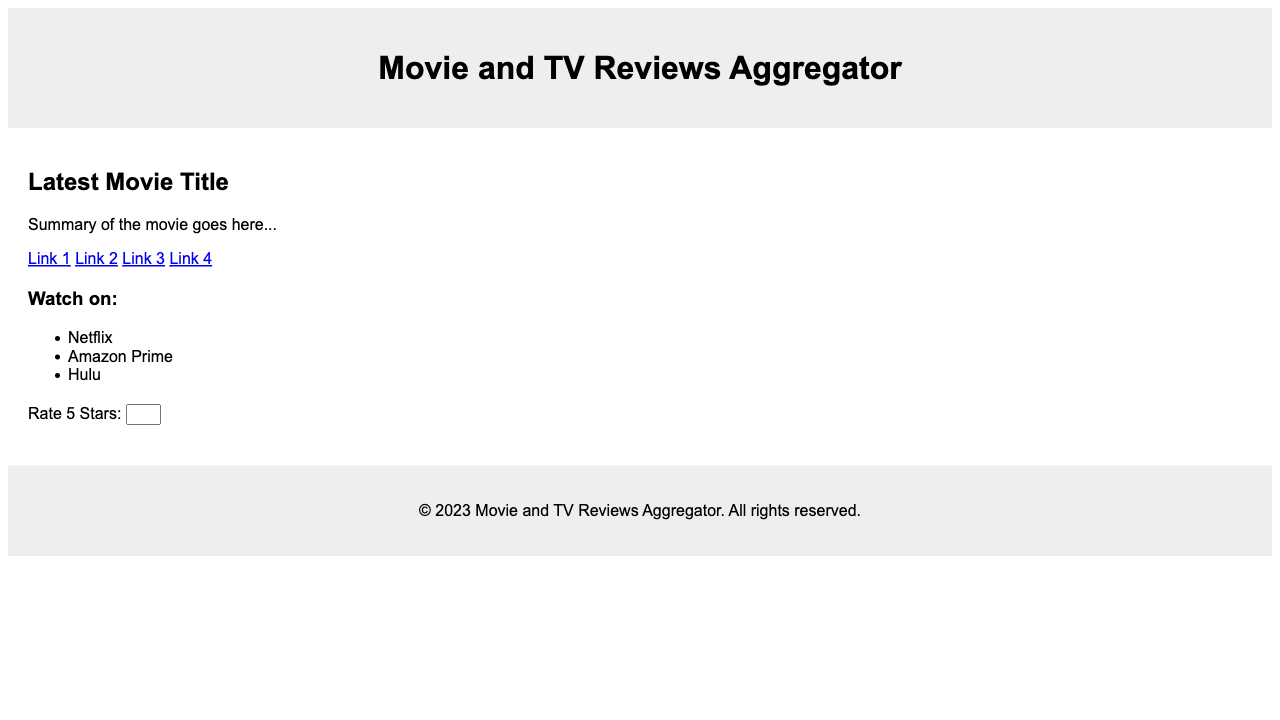 Movie and TV Reviews Aggregator
Latest Movie Title
Summary of the movie goes here...
Link 1 Link 2 Link 3 Link 4
Watch on:
• Netflix
• Amazon Prime
• Hulu
Rate 5 Stars:
© 2023 Movie and TV Reviews Aggregator. All rights reserved.